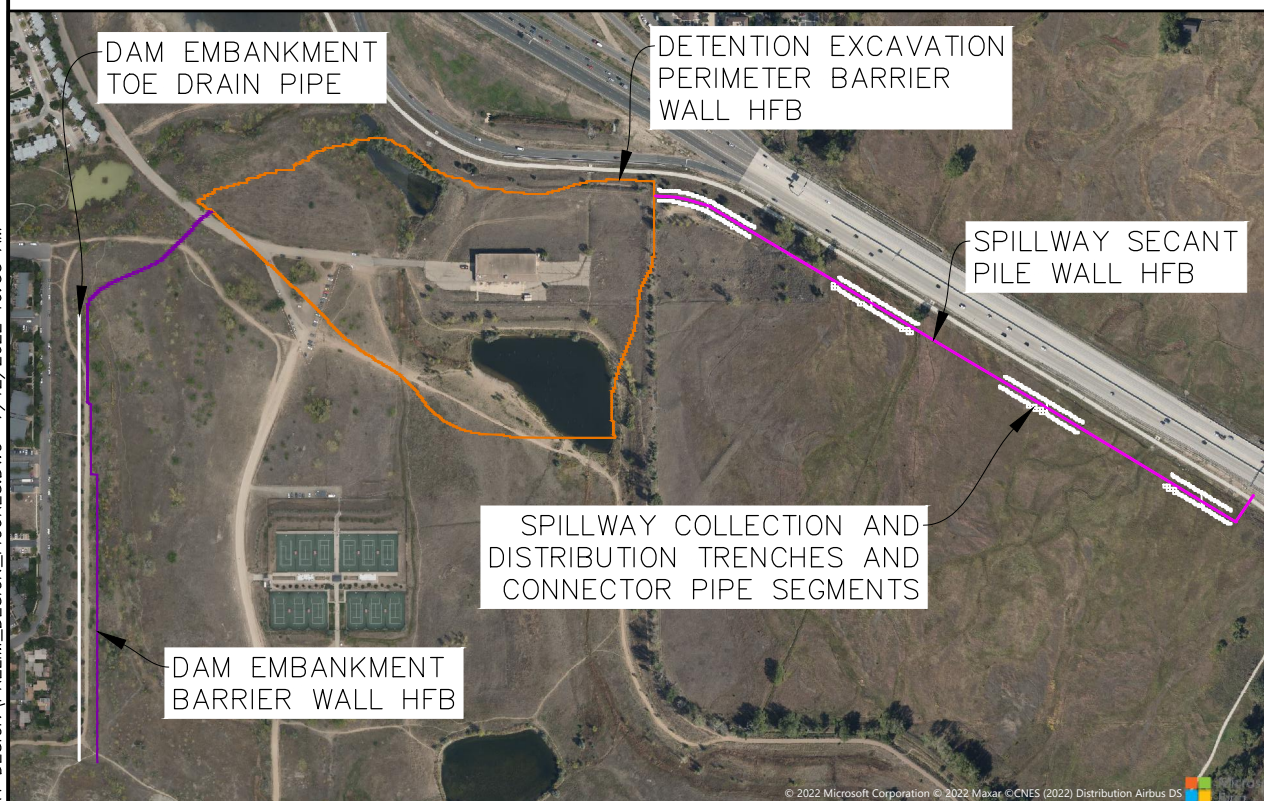 DAM EMBANKMENT
TOE DRAIN PIPE
DETENTION EXCAVATION
PERIMETER BARRIER
WALL HFB
SPILLWAY SECANT
PILE WALL HFB
SPILLWAY COLLECTION AND
DISTRIBUTION TRENCHES AND
CONNECTOR PIPE SEGMENTS
DAM EMBANKMENT
BARRIER WALL HFB
© 2022 Microsoft Corporation © 2022 Maxar ©CNES (2022) Distribution Airbus DS